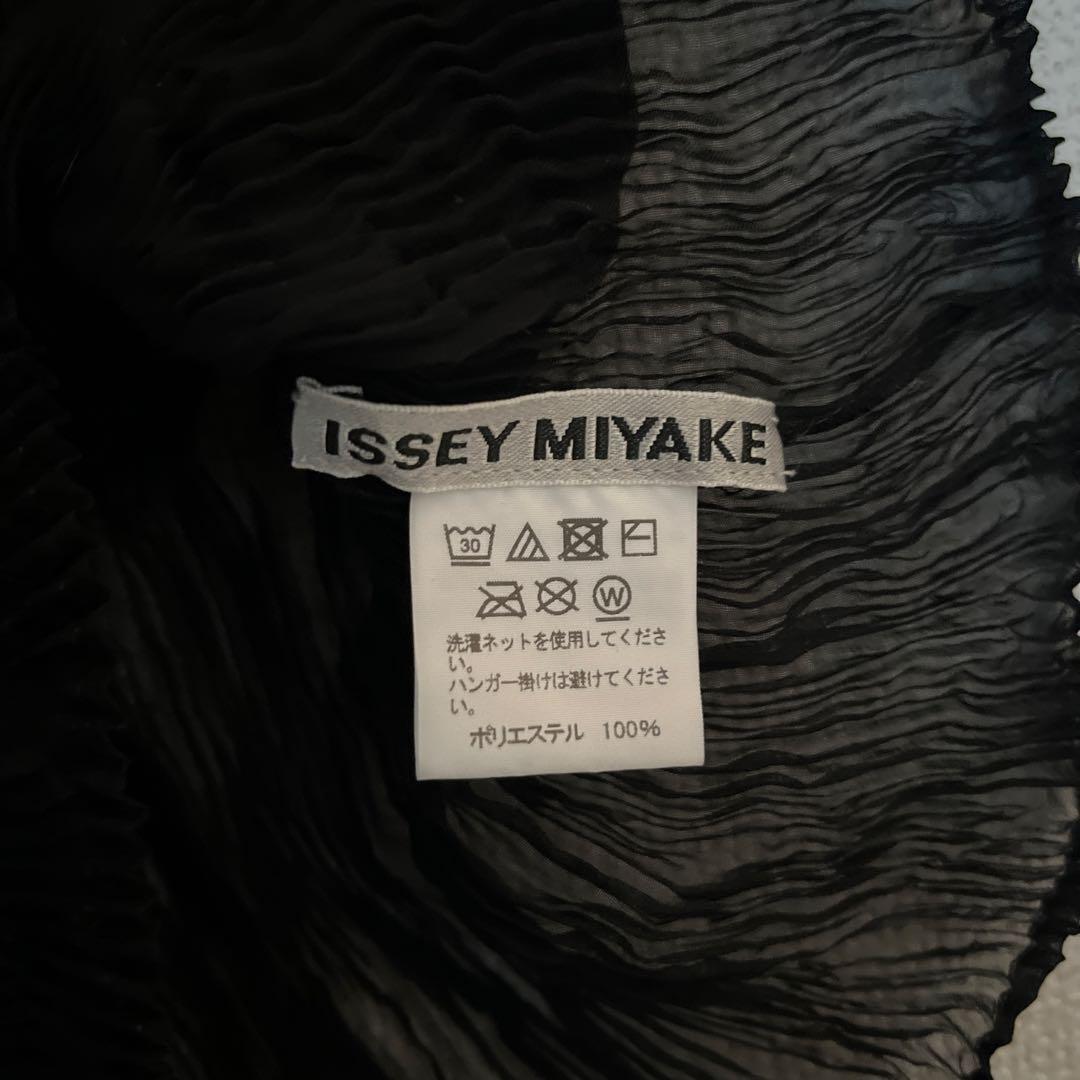 ISSEY MIYAKE
30
W
洗濯ネットを使用してくださ
い。
ハンガー掛けは避けてくださ
い。
ポリエステル 100%